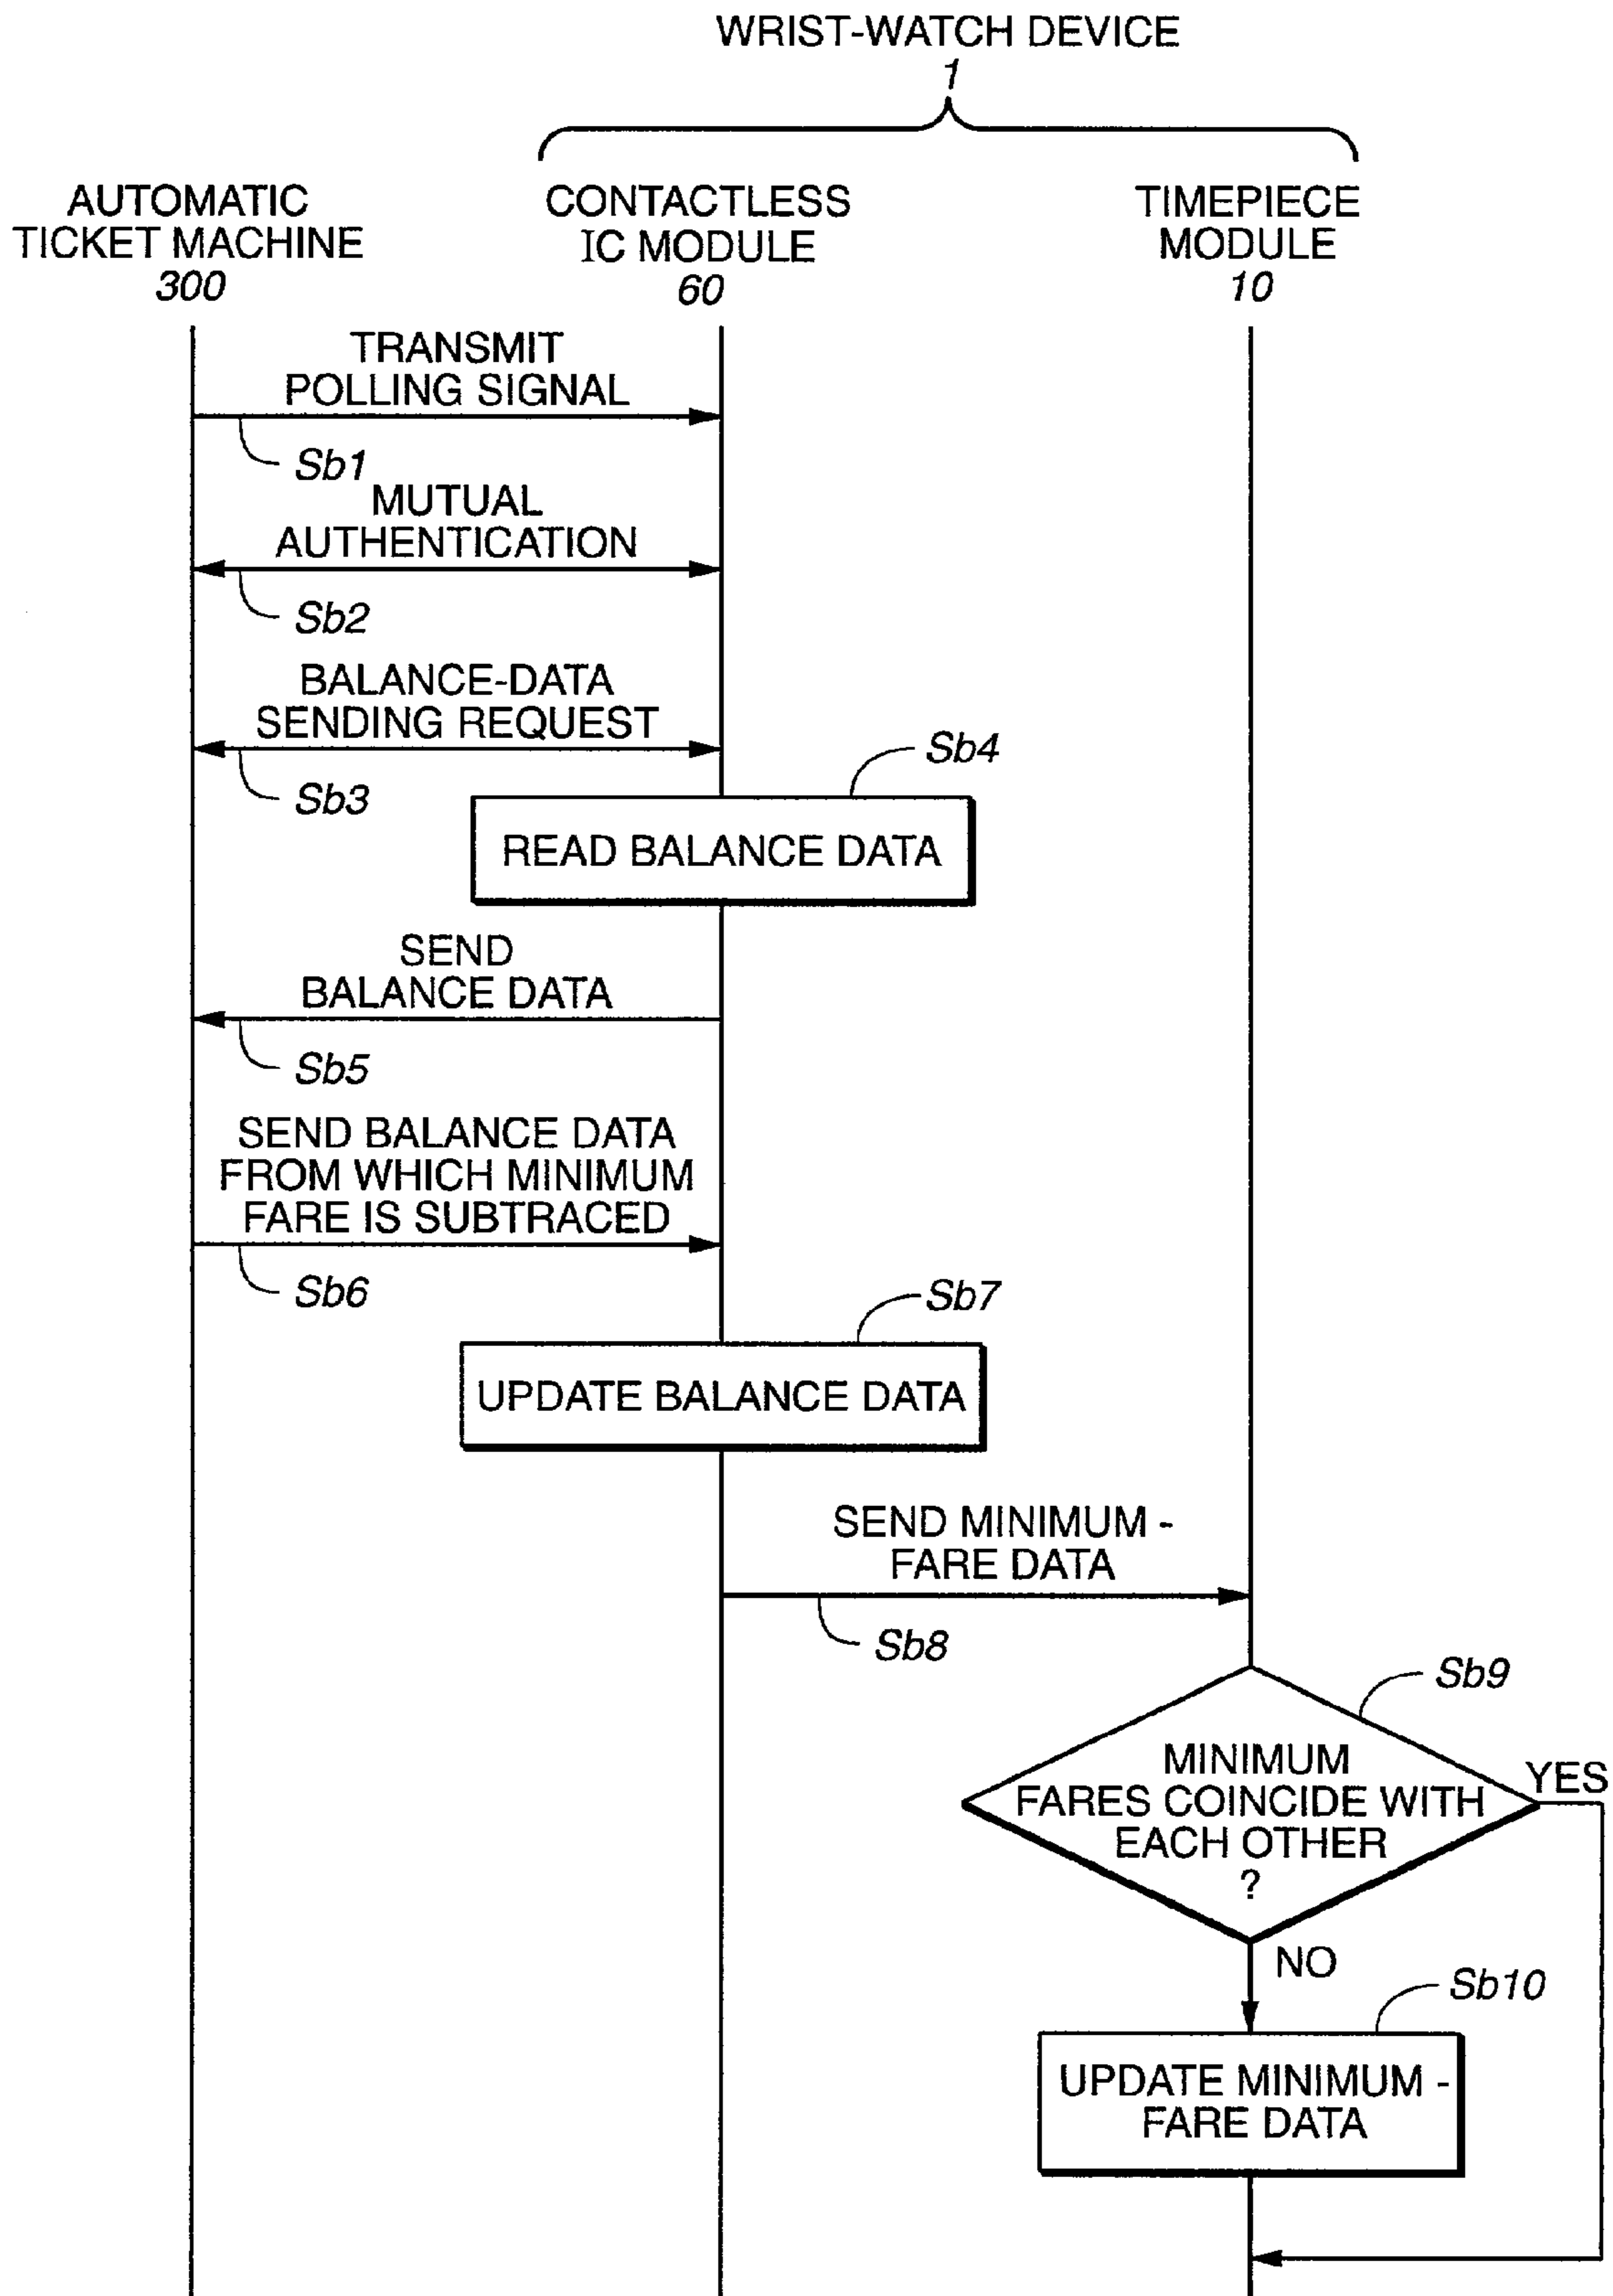 WRIST-WATCH DEVICE
1
AUTOMATIC
TICKET MACHINE
300
CONTACTLESS
IC MODULE
60
TIMEPIECE
MODULE
10
TRANSMIT
POLLING SIGNAL
Sb1
MUTUAL
AUTHENTICATION
Sb2
BALANCE-DATA
SENDING REQUEST
Sb3
Sb4
READ BALANCE DATA
SEND
BALANCE DATA
Sb5
SEND BALANCE DATA
FROM WHICH MINIMUM
FARE IS SUBTRACED
Sb6
Sb7
UPDATE BALANCE DATA
SEND MINIMUM -
FARE DATA
Sb8
Sb9
MINIMUM
FARES COINCIDE WITH
EACH OTHER
?
YES
NO
Sb10
UPDATE MINIMUM -
FARE DATA